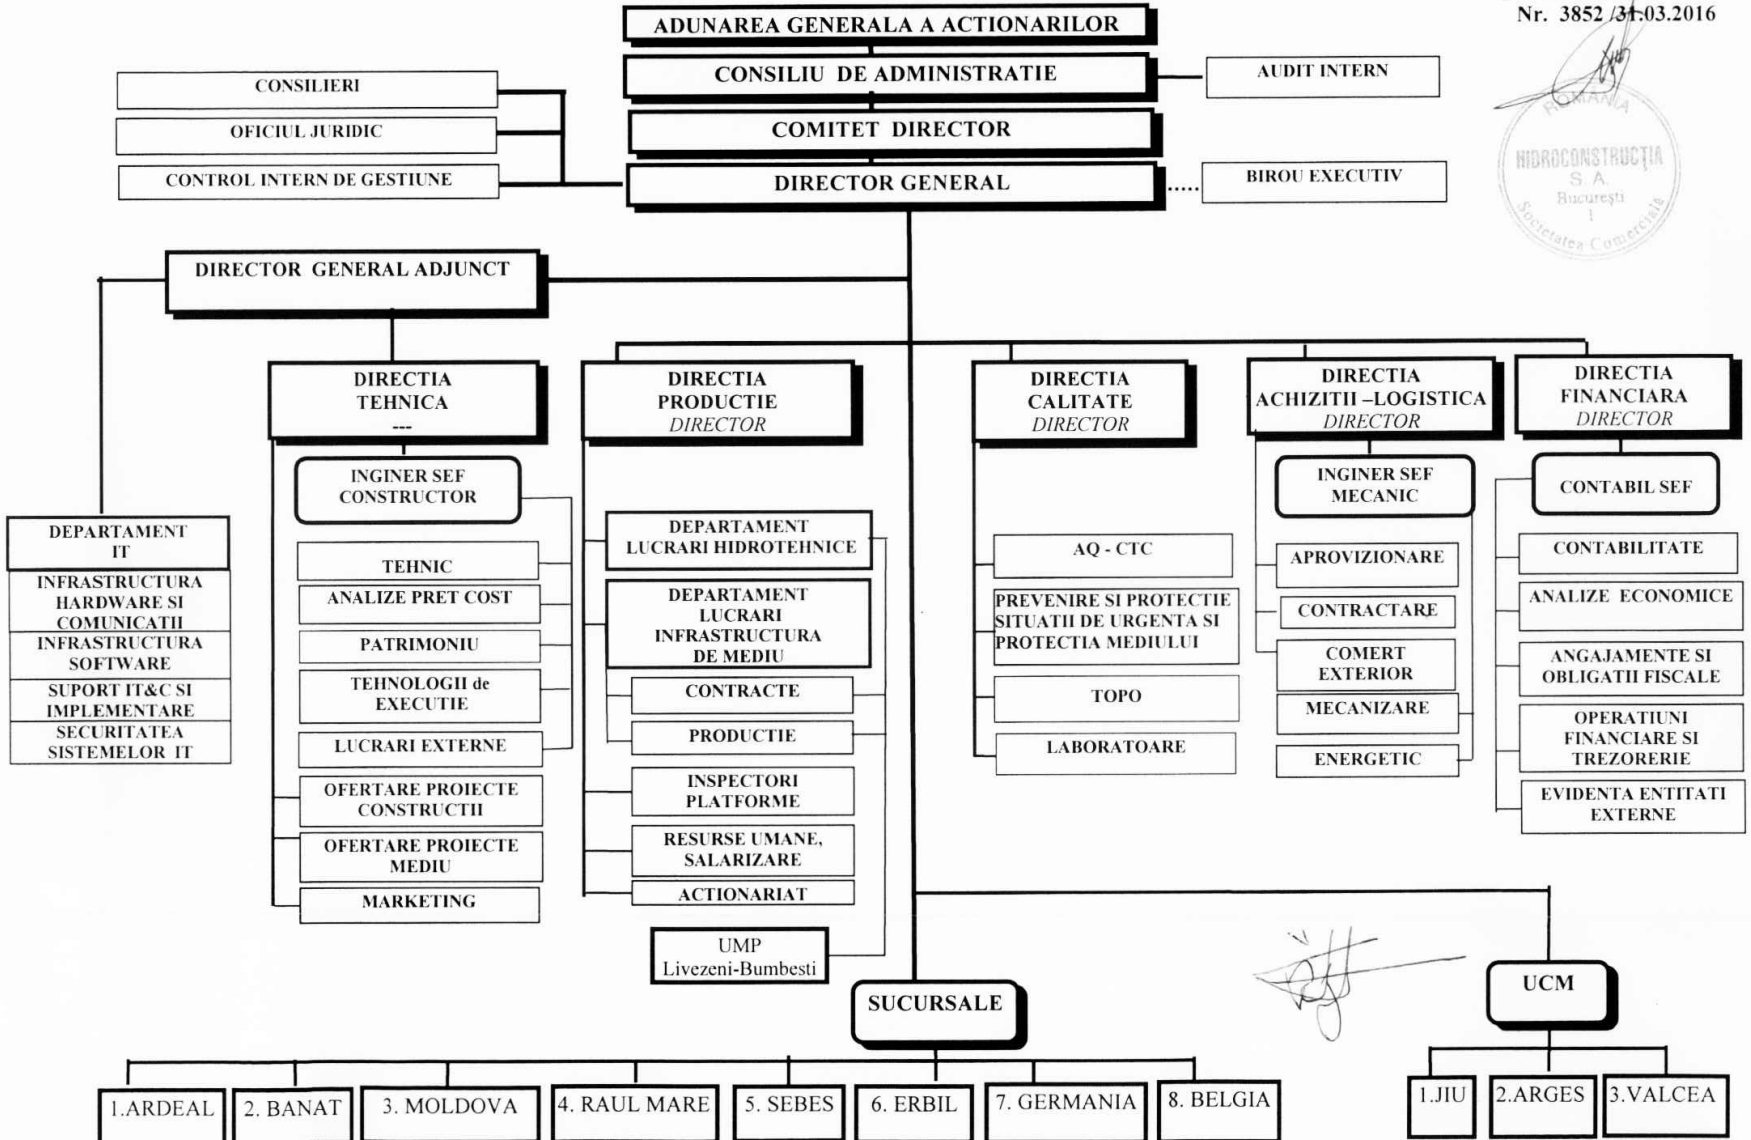 Nr. 3852 /31.03.2016
ADUNAREA GENERALA A ACTIONARILOR
CONSILIU DE ADMINISTRATIE
AUDIT INTERN
CONSILIERI
OFICIUL JURIDIC
COMITET DIRECTOR
CONTROL INTERN DE GESTIUNE
DIRECTOR GENERAL
.....
BIROU EXECUTIV
ROMANIA
HIDROCONSTRUCŢIA
S. A.
Bucureşti
1
Societatea Comercială
DIRECTOR GENERAL ADJUNCT
DIRECTIA
TEHNICA
---
INGINER SEF
CONSTRUCTOR
TEHNIC
ANALIZE PRET COST
PATRIMONIU
TEHNOLOGII de
EXECUTIE
LUCRARI EXTERNE
OFERTARE PROIECTE
CONSTRUCTII
OFERTARE PROIECTE
MEDIU
MARKETING
DEPARTAMENT
IT
INFRASTRUCTURA
HARDWARE SI
COMUNICATII
INFRASTRUCTURA
SOFTWARE
SUPORT IT&C SI
IMPLEMENTARE
SECURITATEA
SISTEMELOR IT
DIRECTIA
PRODUCTIE
DIRECTOR
DEPARTAMENT
LUCRARI HIDROTEHNICE
DEPARTAMENT
LUCRARI
INFRASTRUCTURA
DE MEDIU
CONTRACTE
PRODUCTIE
INSPECTORI
PLATFORME
RESURSE UMANE,
SALARIZARE
ACTIONARIAT
UMP
Livezeni-Bumbesti
DIRECTIA
CALITATE
DIRECTOR
AQ - CTC
PREVENIRE SI PROTECTIE
SITUATII DE URGENTA SI
PROTECTIA MEDIULUI
TOPO
LABORATOARE
DIRECTIA
ACHIZITII –LOGISTICA
DIRECTOR
INGINER SEF
MECANIC
APROVIZIONARE
CONTRACTARE
COMERT
EXTERIOR
MECANIZARE
ENERGETIC
DIRECTIA
FINANCIARA
DIRECTOR
CONTABIL SEF
CONTABILITATE
ANALIZE ECONOMICE
ANGAJAMENTE SI
OBLIGATII FISCALE
OPERATIUNI
FINANCIARE SI
TREZORERIE
EVIDENTA ENTITATI
EXTERNE
SUCURSALE
UCM
1.ARDEAL
2. BANAT
3. MOLDOVA
4. RAUL MARE
5. SEBES
6. ERBIL
7. GERMANIA
8. BELGIA
1.JIU
2.ARGES
3.VALCEA